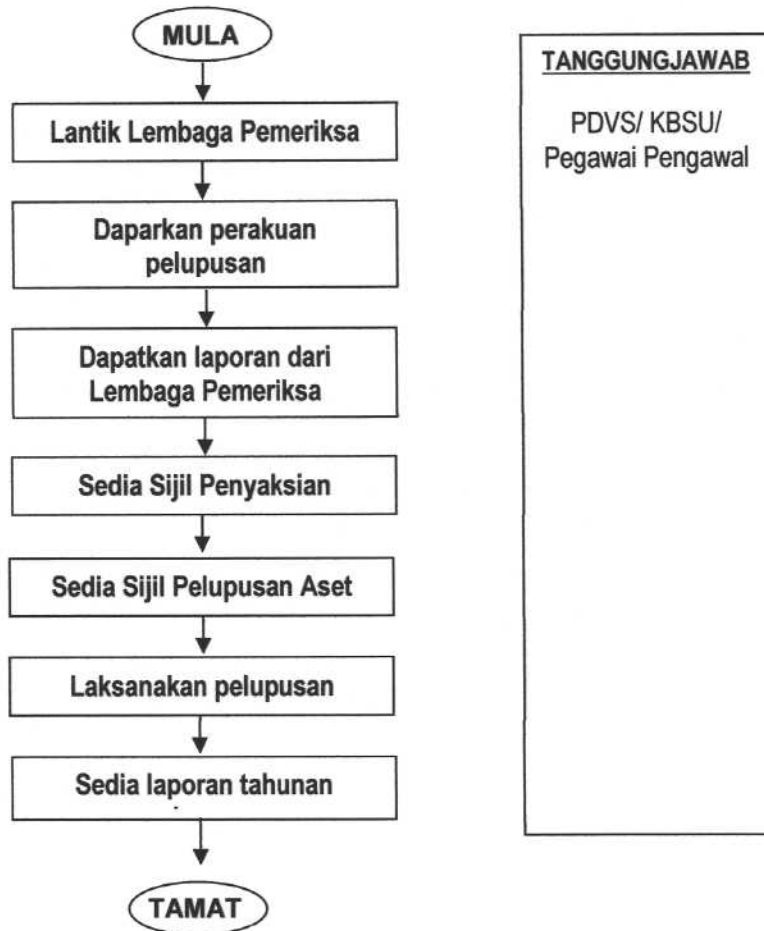 MULA
Lantik Lembaga Pemeriksa
Daparkan perakuan
pelupusan
Dapatkan laporan dari
Lembaga Pemeriksa
Sedia Sijil Penyaksian
Sedia Sijil Pelupusan Aset
Laksanakan pelupusan
Sedia laporan tahunan
TAMAT
TANGGUNGJAWAB
PDVS/ KBSU/
Pegawai Pengawal